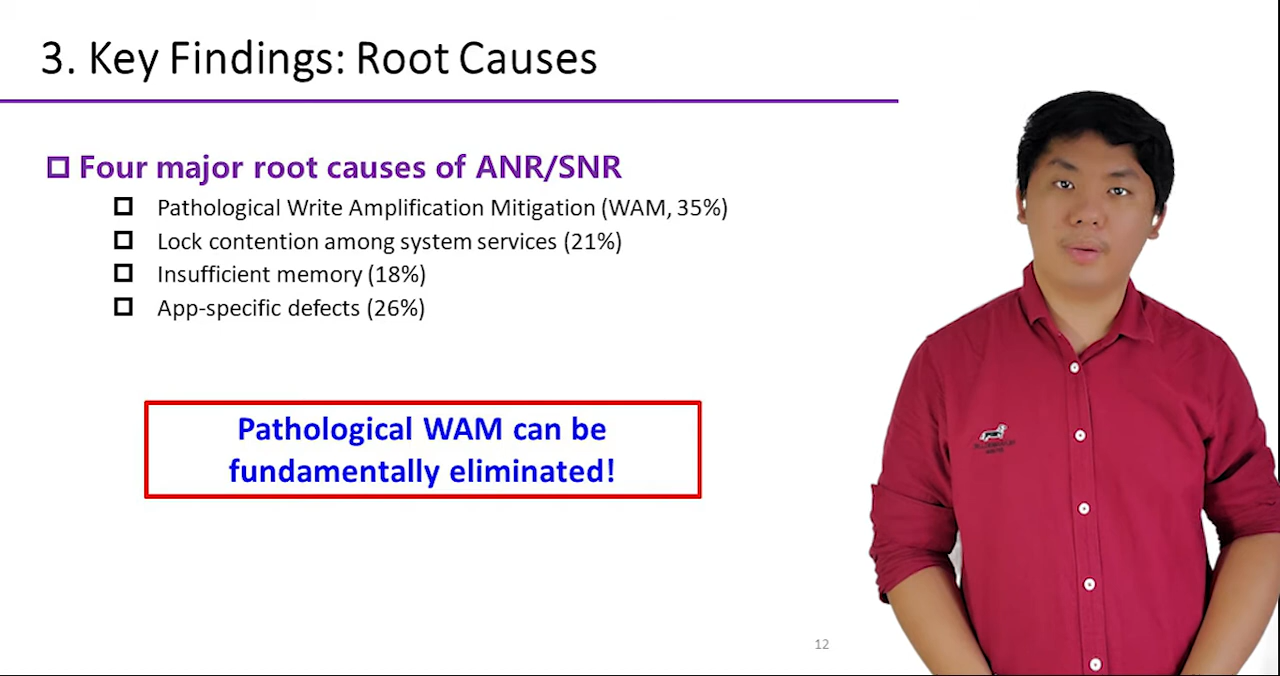 3. Key Findings: Root Causes
Four major root causes of ANR/SNR
Pathological Write Amplification Mitigation (WAM, 35%)
Lock contention among system services (21%)
Insufficient memory (18%)
App-specific defects (26%)
Pathological WAM can be
fundamentally eliminated!
12